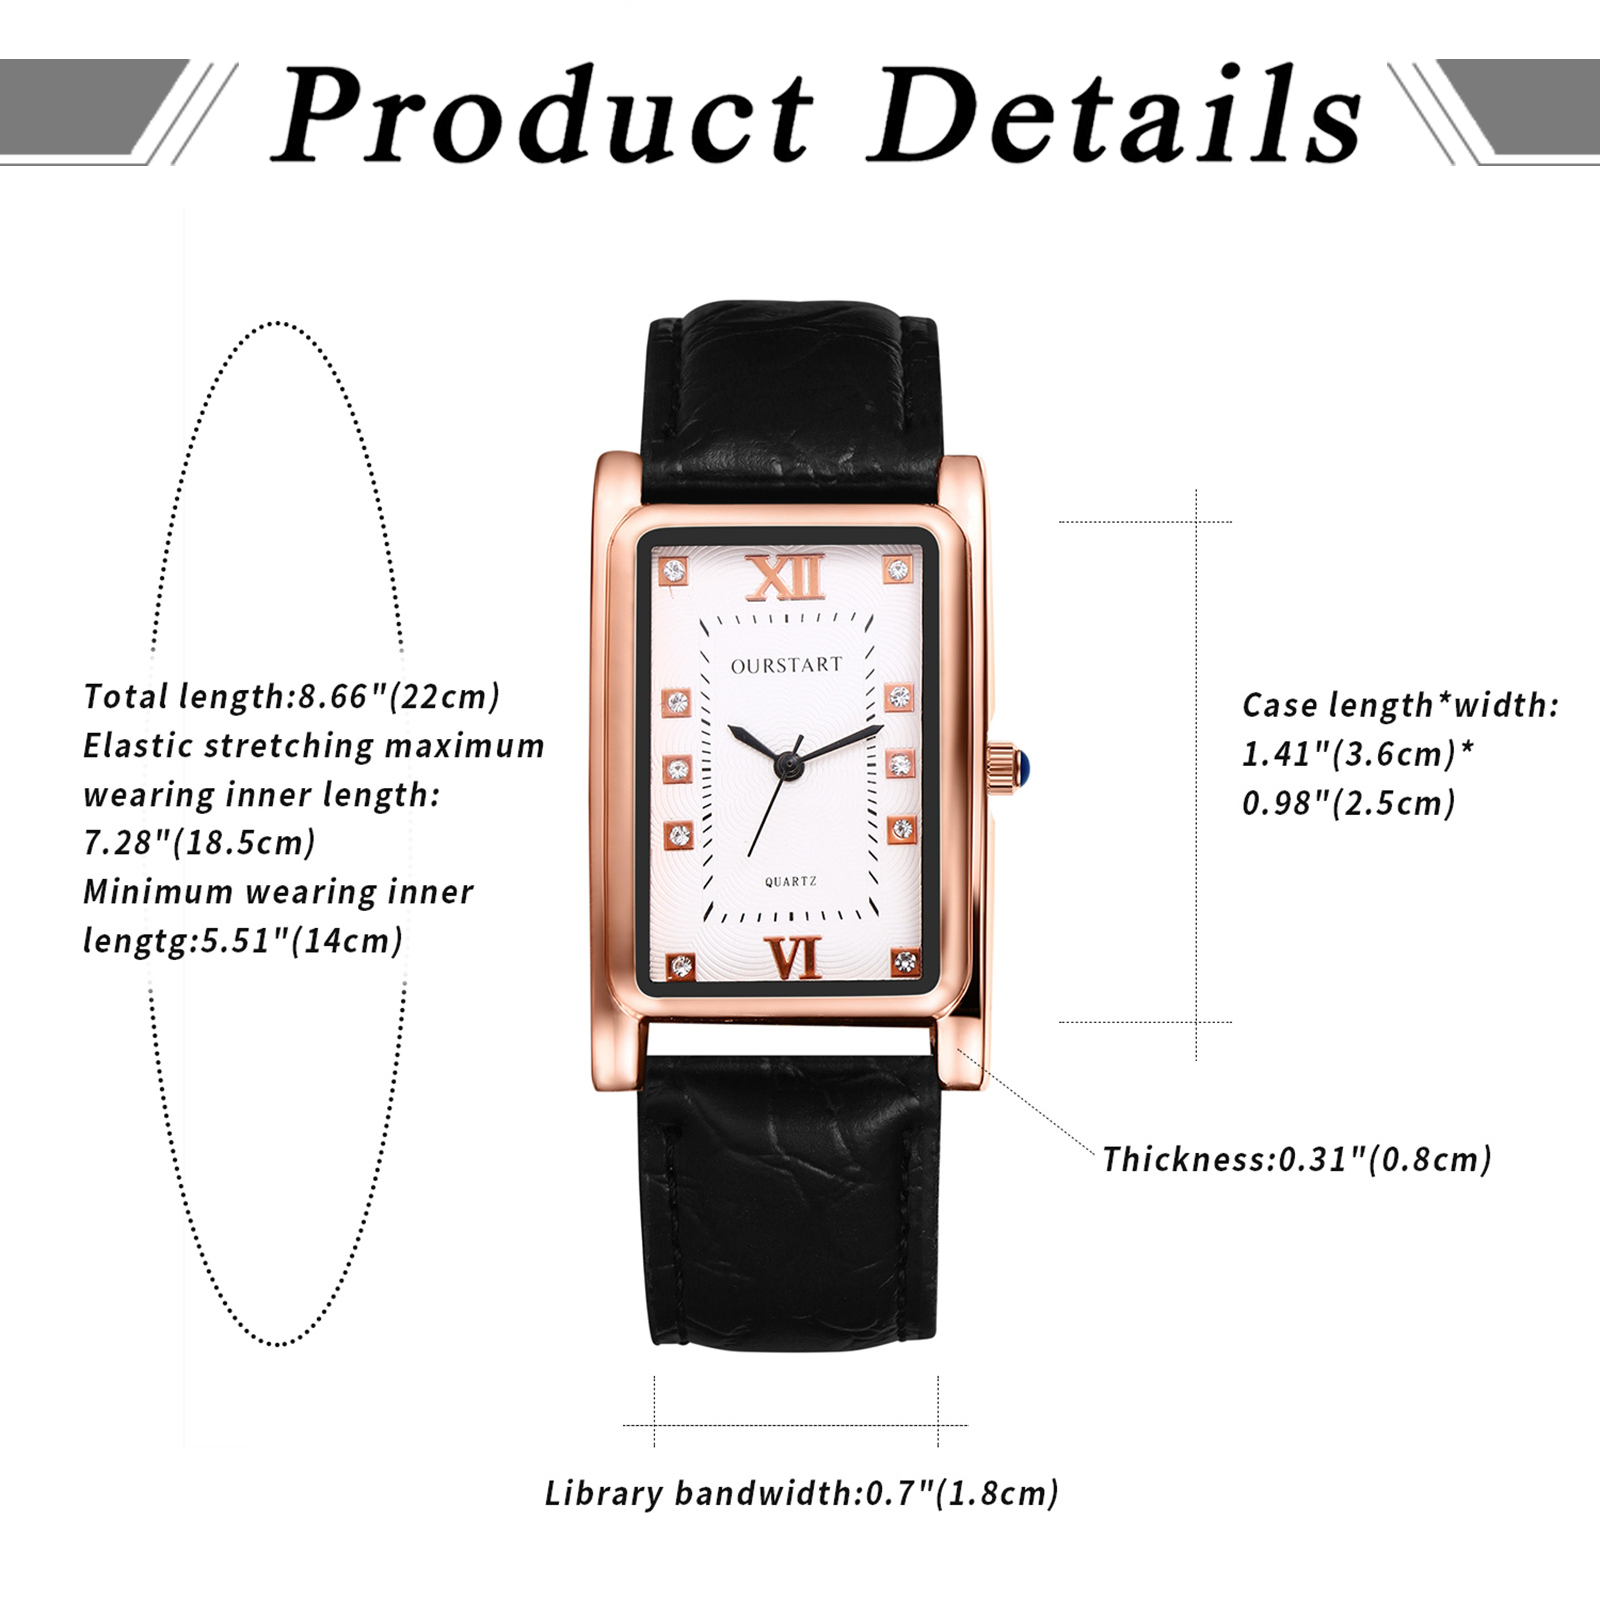 Product Details
XII
OURSTART
QUARTZ
VI
Total length:8.66"(22cm)
Elastic stretching maximum
wearing inner length:
7.28"(18.5cm)
Minimum wearing inner
lengtg:5.51"(14cm)
Case length*width:
1.41"(3.6cm)*
0.98"(2.5cm)
Thickness:0.31"(0.8cm)
Library bandwidth:0.7"(1.8cm)